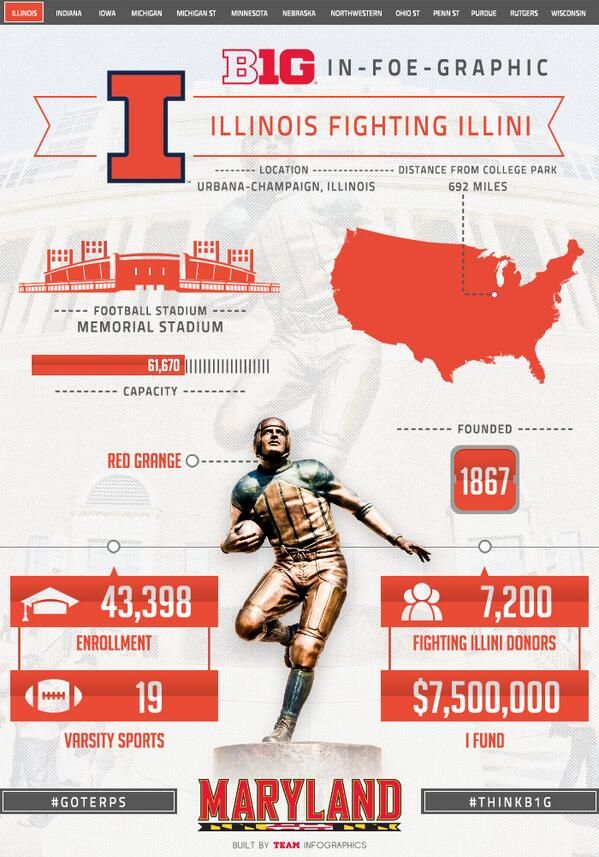 ILLINOIS INDIANA IOWA MICHIGAN MICHIGAN ST MINNESOTA NEBRASKA NORTHWESTERN OHIO ST PENN ST PURDUE RUTGERS WISCONSIN
B1G IN-FOE-GRAPHIC
I
ILLINOIS FIGHTING ILLINI
LOCATION
URBANA-CHAMPAIGN, ILLINOIS
DISTANCE FROM COLLEGE PARK
692 MILES
FOOTBALL STADIUM
MEMORIAL STADIUM
61,670
CAPACITY
FOUNDED
1867
RED GRANGE
43,398
ENROLLMENT
19
VARSITY SPORTS
7,200
FIGHTING ILLINI DONORS
$7,500,000
I FUND
#GOTERPS
MARYLAND
#THINKB1G
BUILT BY TEAM INFOGRAPHICS